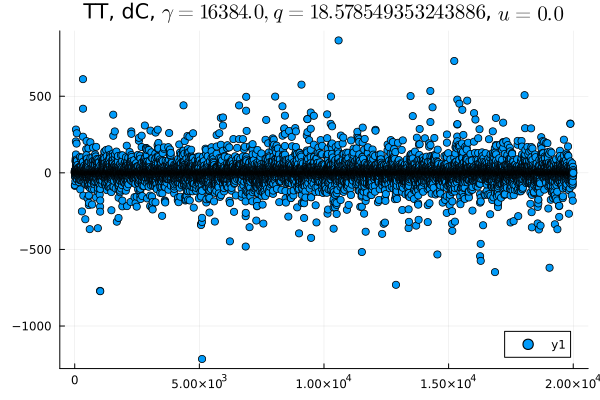 TT, dC, γ = 16384.0, q = 18.578549353243886, u = 0.0
500
0
−500
−1000
0 5.00×10³ 1.00×10⁴ 1.50×10⁴ 2.00×10⁴
y1